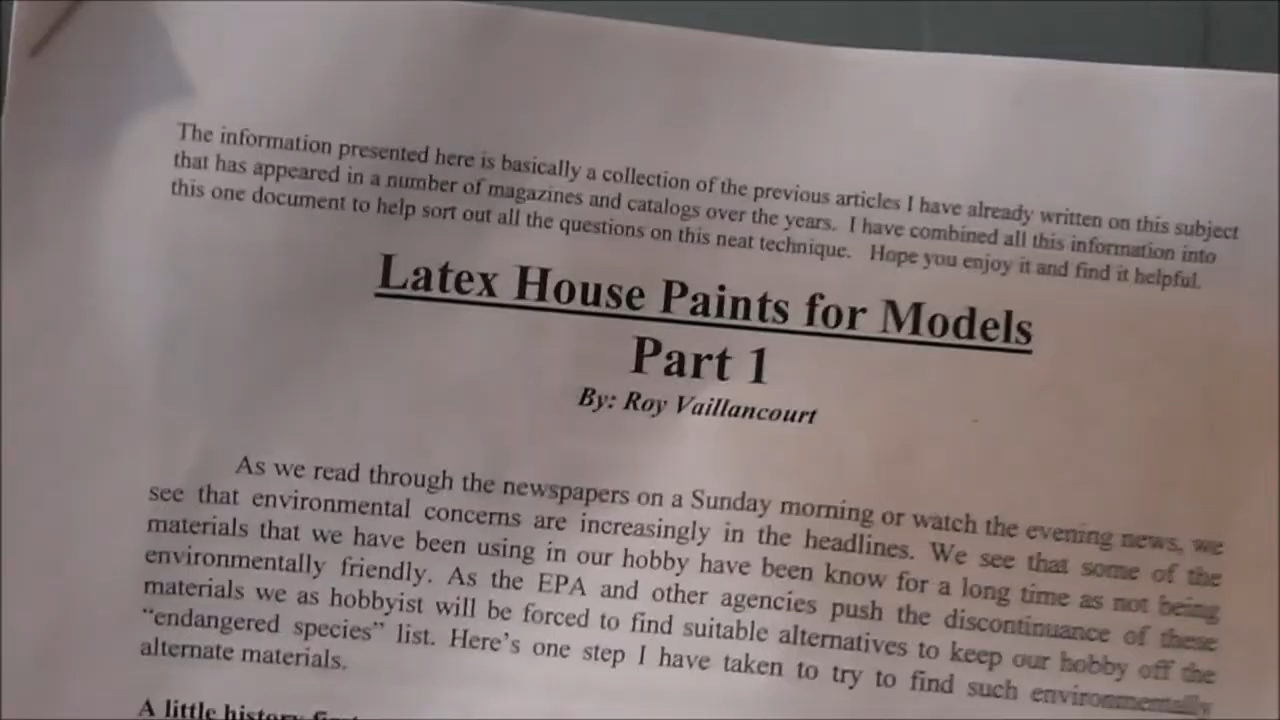 The information presented here is basically a collection of the previous articles I have already written on this subject
that has appeared in a number of magazines and catalogs over the years. I have combined all this information into
this one document to help sort out all the questions on this neat technique. Hope you enjoy it and find it helpful.
Latex House Paints for Models
Part 1
By: Roy Vaillancourt
As we read through the newspapers on a Sunday morning or watch the evening news, we
see that environmental concerns are increasingly in the headlines. We see that some of the
materials that we have been using in our hobby have been know for a long time as not being
environmentally friendly. As the EPA and other agencies push the discontinuance of these
materials we as hobbyist will be forced to find suitable alternatives to keep our hobby off the
“endangered species” list. Here’s one step I have taken to try to find such environmentally
alternate materials.
A little history first